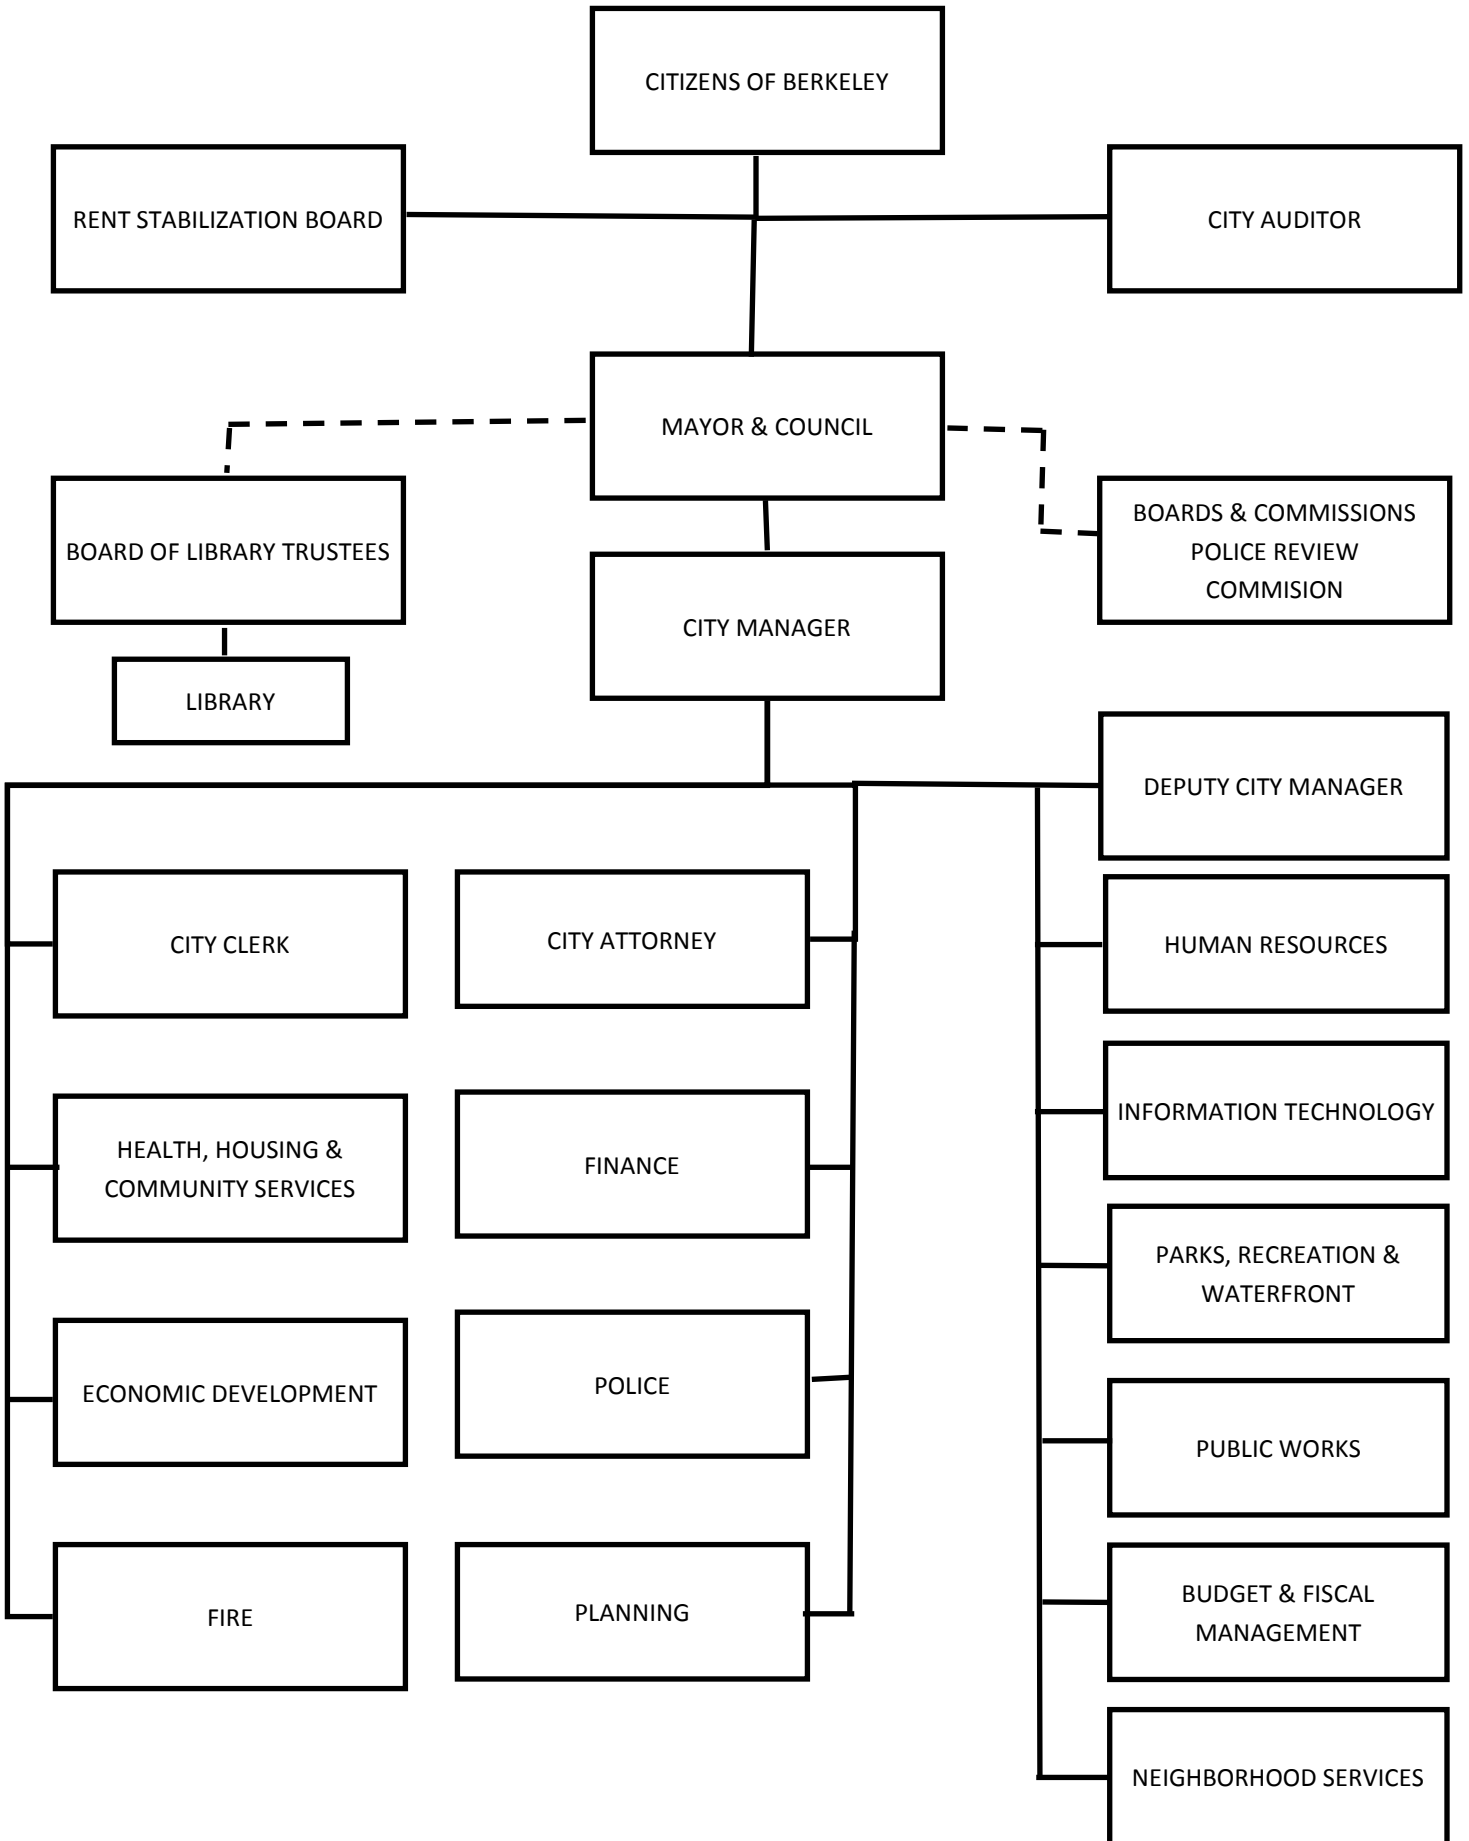 CITIZENS OF BERKELEY
RENT STABILIZATION BOARD
CITY AUDITOR
MAYOR & COUNCIL
BOARD OF LIBRARY TRUSTEES
BOARDS & COMMISSIONS
POLICE REVIEW
COMMISION
CITY MANAGER
LIBRARY
DEPUTY CITY MANAGER
CITY CLERK
CITY ATTORNEY
HUMAN RESOURCES
INFORMATION TECHNOLOGY
HEALTH, HOUSING &
COMMUNITY SERVICES
FINANCE
PARKS, RECREATION &
WATERFRONT
ECONOMIC DEVELOPMENT
POLICE
PUBLIC WORKS
FIRE
PLANNING
BUDGET & FISCAL
MANAGEMENT
NEIGHBORHOOD SERVICES